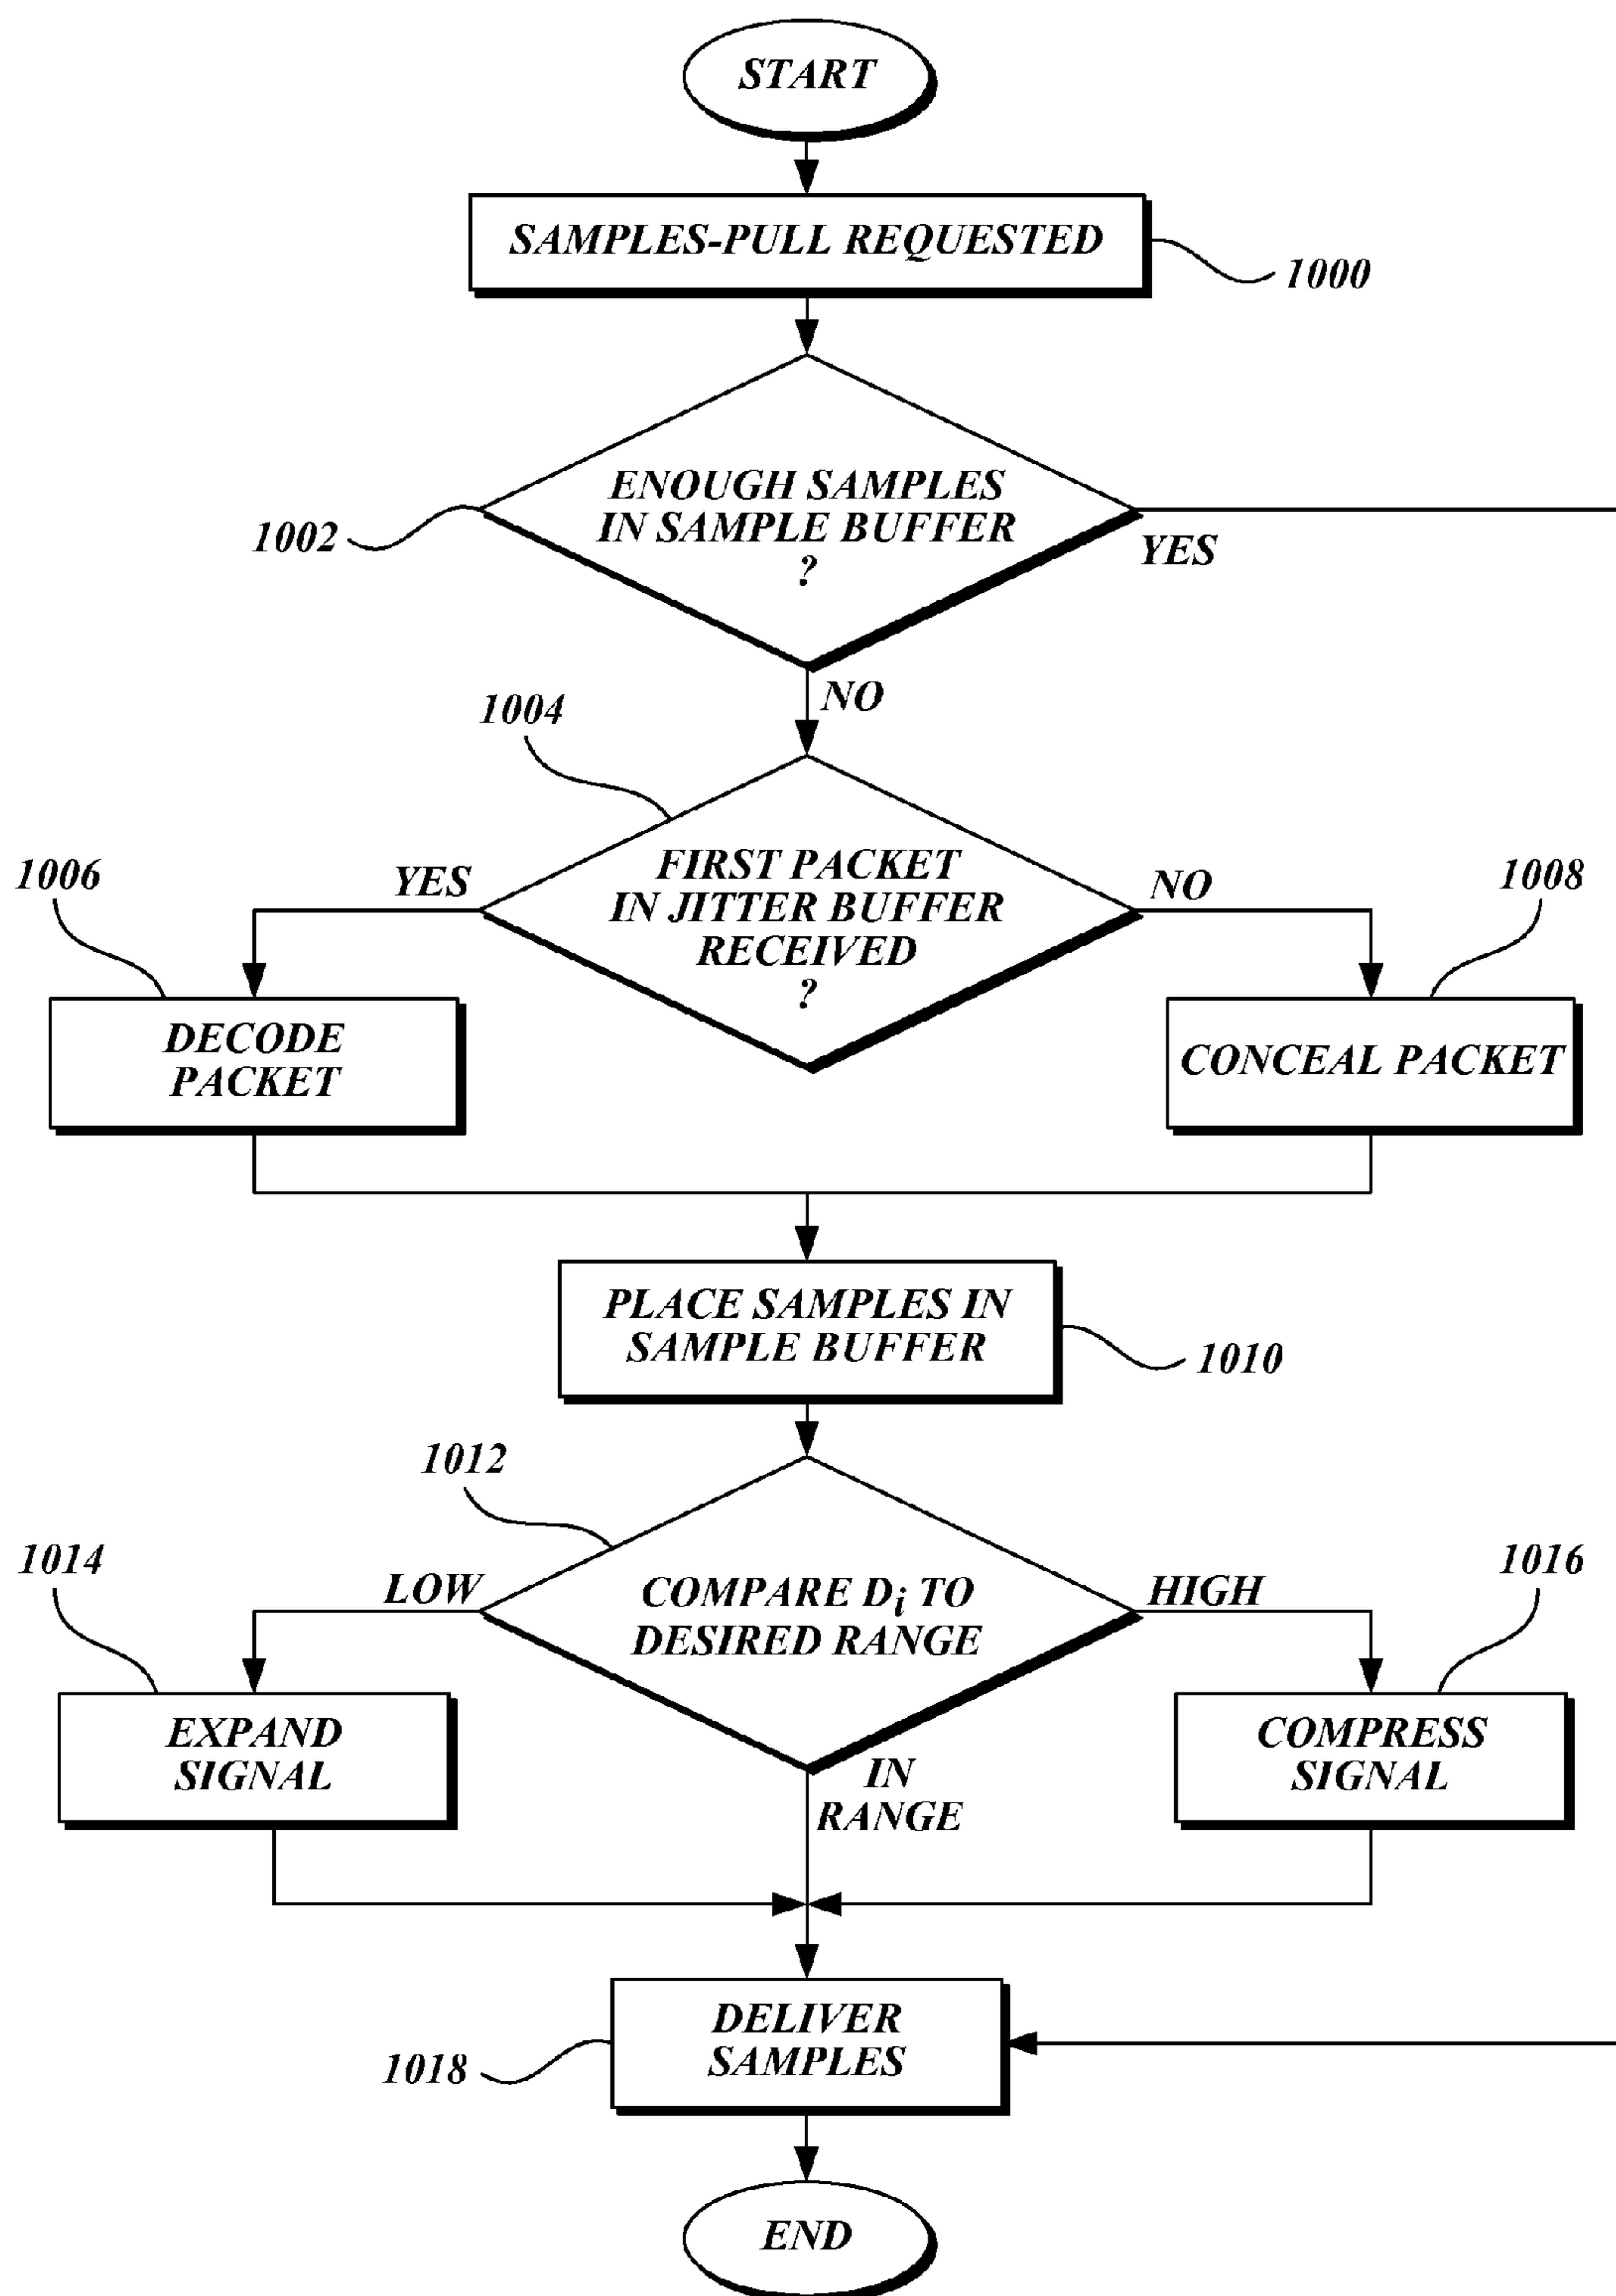 START
SAMPLES-PULL REQUESTED
1000
ENOUGH SAMPLES
IN SAMPLE BUFFER
?
1002
YES
NO
1004
FIRST PACKET
IN JITTER BUFFER
RECEIVED
?
YES
NO
1006
1008
DECODE
PACKET
CONCEAL PACKET
PLACE SAMPLES IN
SAMPLE BUFFER
1010
1012
COMPARE Di TO
DESIRED RANGE
LOW
HIGH
1014
1016
EXPAND
SIGNAL
IN
RANGE
COMPRESS
SIGNAL
DELIVER
SAMPLES
1018
END